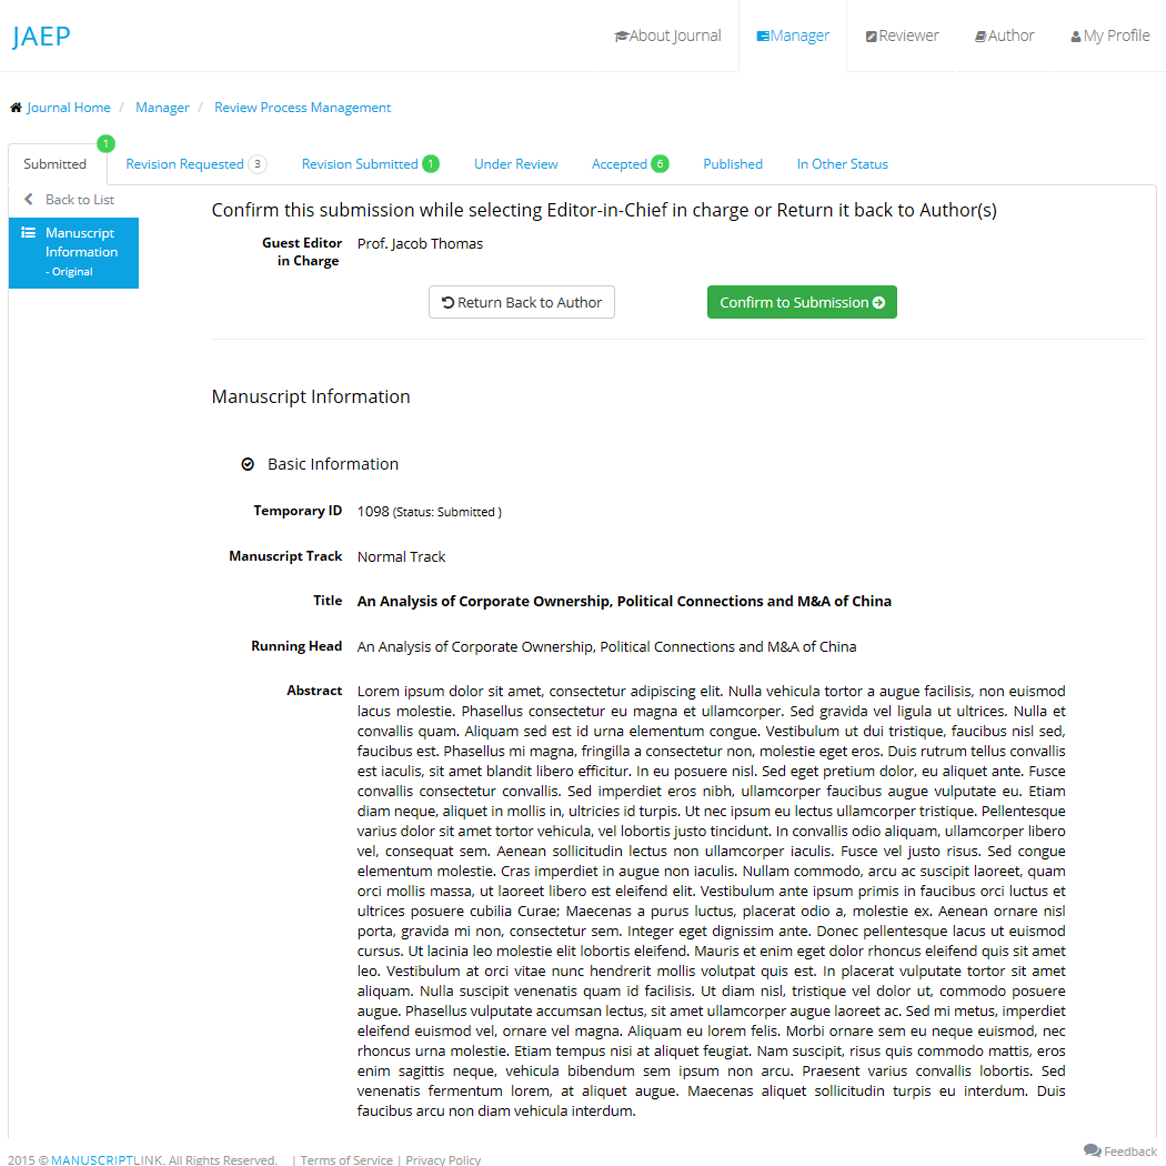 JAEP
About Journal
Manager
Reviewer
Author
My Profile
Journal Home / Manager / Review Process Management
Submitted 1
Revision Requested 3
Revision Submitted 1
Under Review
Accepted 6
Published
In Other Status
Back to List
Manuscript
Information
- Original
Confirm this submission while selecting Editor-in-Chief in charge or Return it back to Author(s)
Guest Editor
in Charge
Prof. Jacob Thomas
Return Back to Author
Confirm to Submission
Manuscript Information
Basic Information
Temporary ID 1098 (Status: Submitted )
Manuscript Track Normal Track
Title An Analysis of Corporate Ownership, Political Connections and M&A of China
Running Head An Analysis of Corporate Ownership, Political Connections and M&A of China
Abstract Lorem ipsum dolor sit amet, consectetur adipiscing elit. Nulla vehicula tortor a augue facilisis, non euismod
lacus molestie. Phasellus consectetur eu magna et ullamcorper. Sed gravida vel ligula ut ultrices. Nulla et
convallis quam. Aliquam sed est id urna elementum congue. Vestibulum ut dui tristique, faucibus nisl sed,
faucibus est. Phasellus mi magna, fringilla a consectetur non, molestie eget eros. Duis rutrum tellus convallis
est iaculis, sit amet blandit libero efficitur. In eu posuere nisl. Sed eget pretium dolor, eu aliquet ante. Fusce
convallis consectetur convallis. Sed imperdiet eros nibh, ullamcorper faucibus augue vulputate eu. Etiam
diam neque, aliquet in mollis in, ultricies id turpis. Ut nec ipsum eu lectus ullamcorper tristique. Pellentesque
varius dolor sit amet tortor vehicula, vel lobortis justo tincidunt. In convallis odio aliquam, ullamcorper libero
vel, consequat sem. Aenean sollicitudin lectus non ullamcorper iaculis. Fusce vel justo risus. Sed congue
elementum molestie. Cras imperdiet in augue non iaculis. Nullam commodo, arcu ac suscipit laoreet, quam
orci mollis massa, ut laoreet libero est eleifend elit. Vestibulum ante ipsum primis in faucibus orci luctus et
ultrices posuere cubilia Curae; Maecenas a purus luctus, placerat odio a, molestie ex. Aenean ornare nisl
porta, gravida mi non, consectetur sem. Integer eget dignissim ante. Donec pellentesque lacus ut euismod
cursus. Ut lacinia leo molestie elit lobortis eleifend. Mauris et enim eget dolor rhoncus eleifend quis sit amet
leo. Vestibulum at orci vitae nunc hendrerit mollis volutpat quis est. In placerat vulputate tortor sit amet
aliquam. Nulla suscipit venenatis quam id facilisis. Ut diam nisl, tristique vel dolor ut, commodo posuere
augue. Phasellus vulputate accumsan lectus, sit amet ullamcorper augue laoreet ac. Sed mi metus, imperdiet
eleifend euismod vel, ornare vel magna. Aliquam eu lorem felis. Morbi ornare sem eu neque euismod, nec
rhoncus urna molestie. Etiam tempus nisi at aliquet feugiat. Nam suscipit, risus quis commodo mattis, eros
enim sagittis neque, vehicula bibendum sem ipsum non arcu. Praesent varius convallis lobortis. Sed
venenatis fermentum lorem, at aliquet augue. Maecenas aliquet sollicitudin turpis eu interdum. Duis
faucibus arcu non diam vehicula interdum.
Feedback
2015 © MANUSCRIPTLINK. All Rights Reserved. | Terms of Service | Privacy Policy